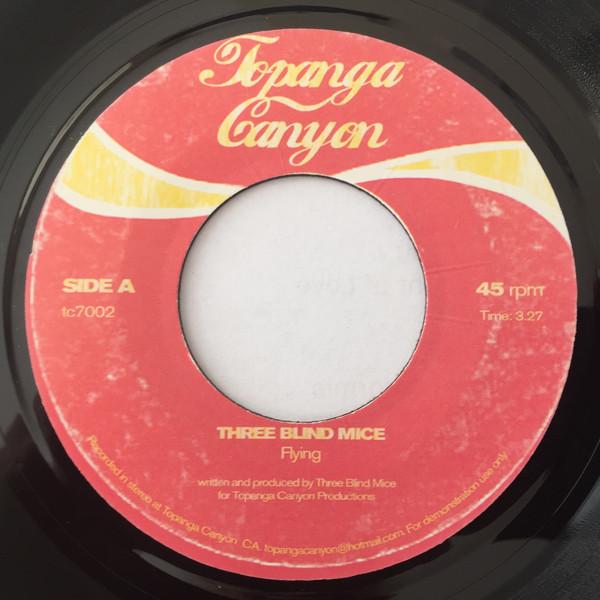 Topanga
Canyon
SIDE A
45 rpm
tc7002
Time: 3.27
THREE BLIND MICE
Flying
written and produced by Three Blind Mice
for Topanga Canyon Productions
Recorded in stereo at Topanga Canyon CA. topangacanyon@hotmail.com. For demonstration use only